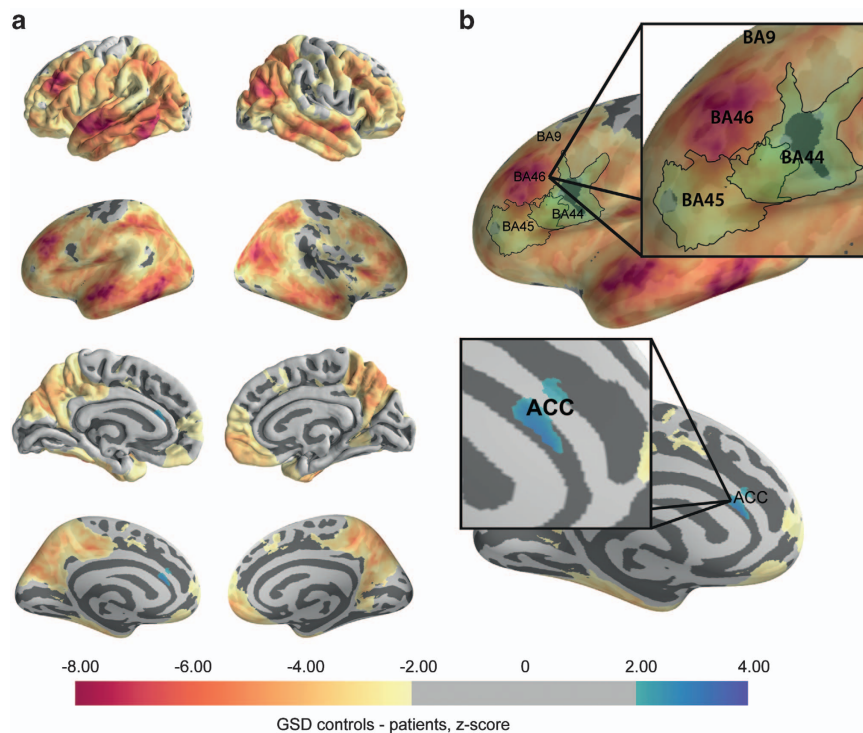 a
b
BA9
BA46
BA44
BA45
BA9
BA46
BA45
BA44
ACC
ACC
-8.00 -6.00 -4.00 -2.00 0 2.00 4.00
GSD controls - patients, z-score